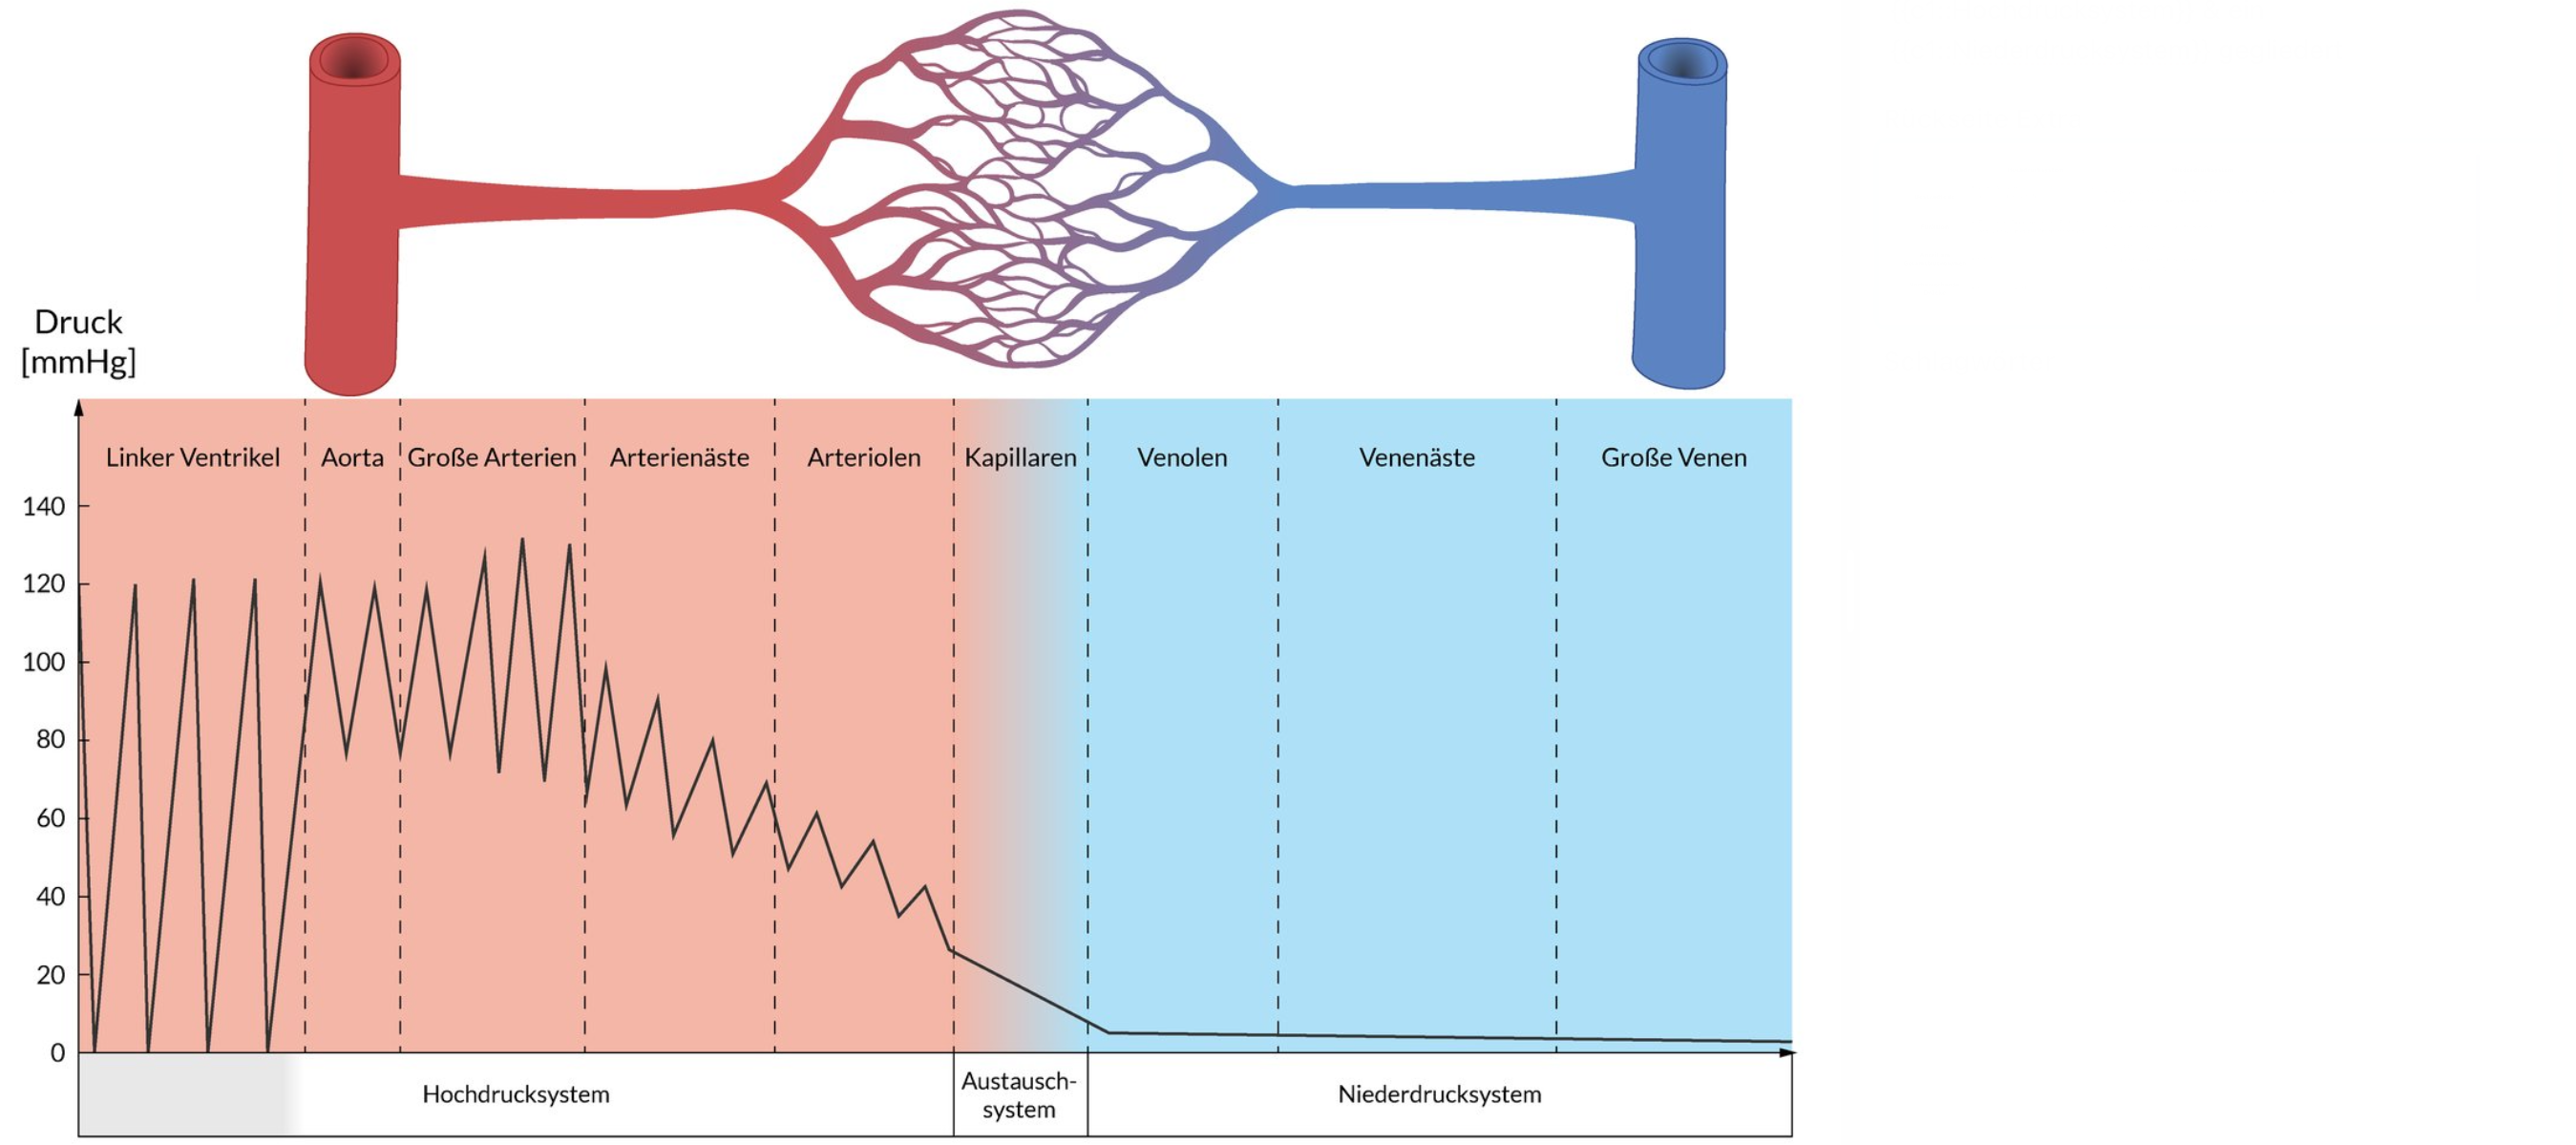 Druck
[mmHg]
Linker Ventrikel
Aorta
Große Arterien
Arterienäste
Arteriolen
Kapillaren
Venolen
Venenäste
Große Venen
140
120
100
80
60
40
20
0
Hochdrucksystem
Austausch-
system
Niederdrucksystem